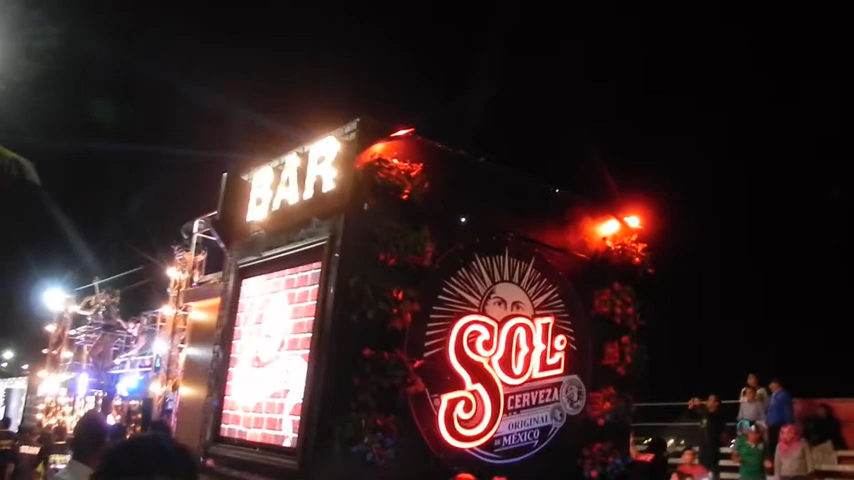 BAR
SOL
CERVEZA
ORIGINAL
DE MÉXICO